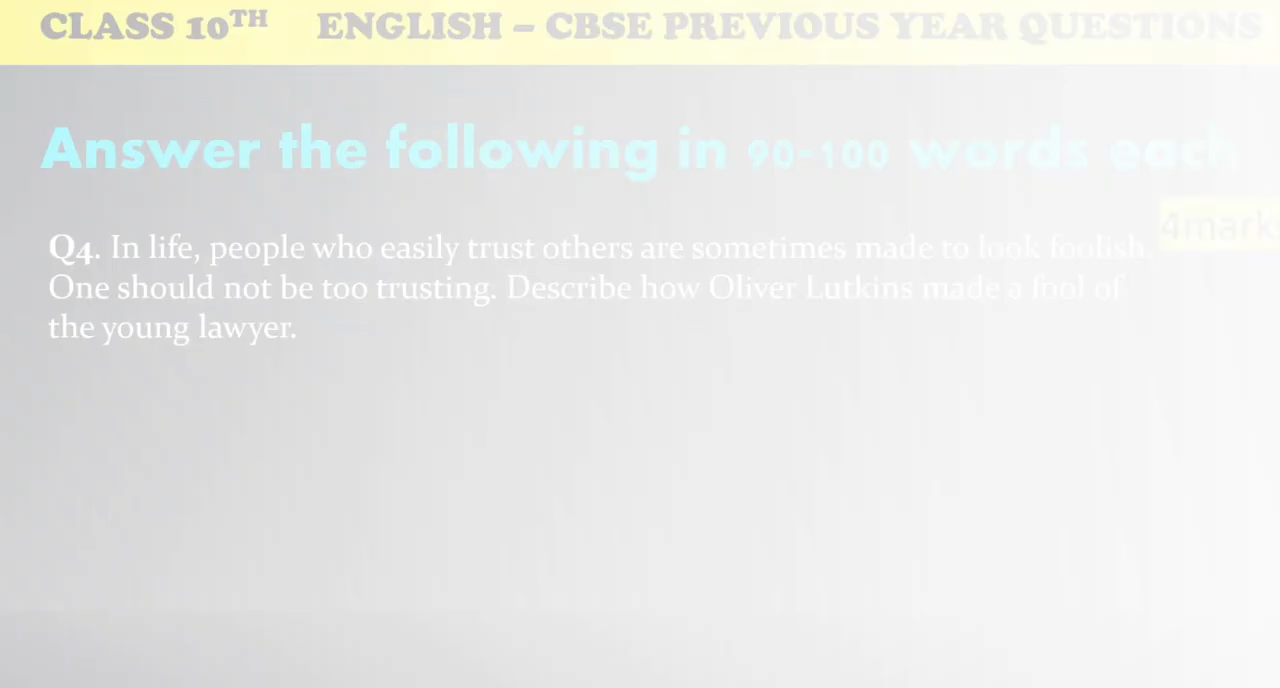 CLASS 10TH ENGLISH – CBSE PREVIOUS YEAR QUESTIONS
Answer the following in 90-100 words each
4marks
Q4. In life, people who easily trust others are sometimes made to look foolish.
One should not be too trusting. Describe how Oliver Lutkins made a fool of
the young lawyer.